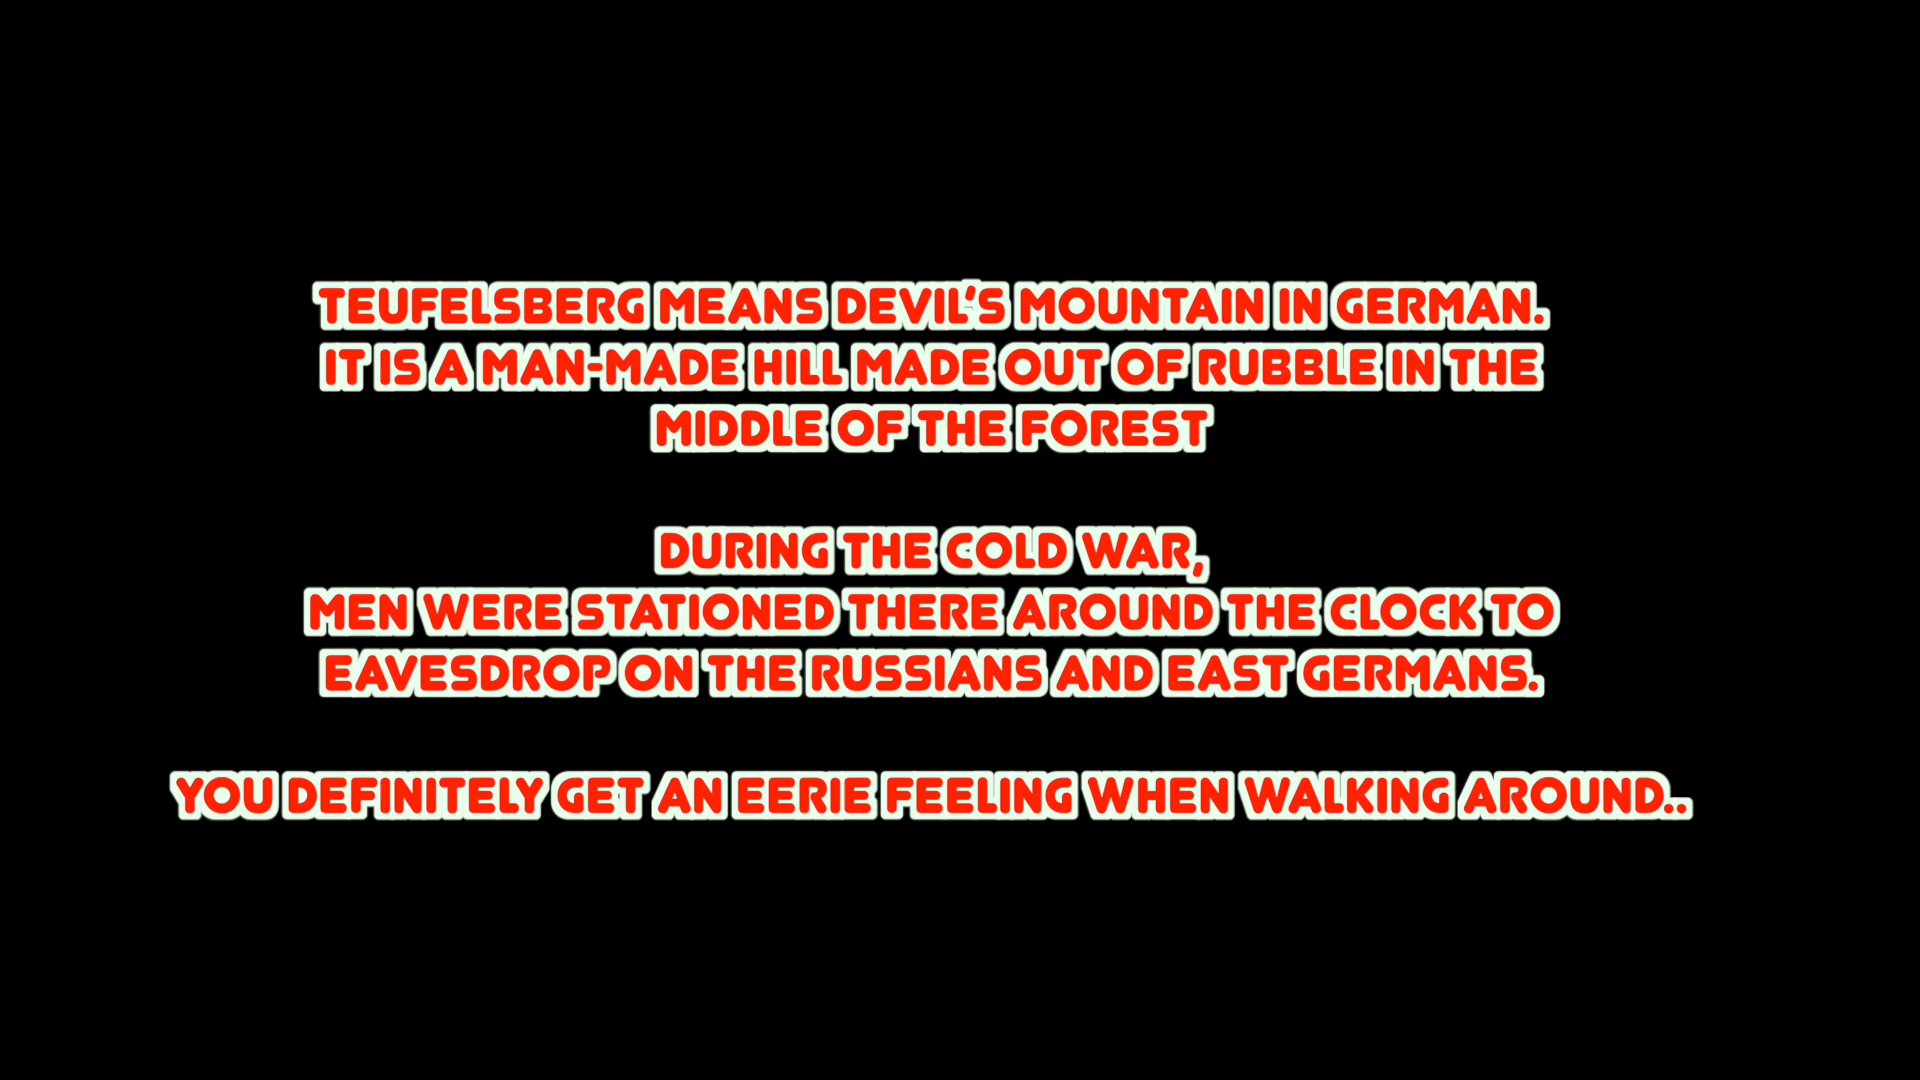 TEUFELSBERG MEANS DEVIL'S MOUNTAIN IN GERMAN.
IT IS A MAN-MADE HILL MADE OUT OF RUBBLE IN THE
MIDDLE OF THE FOREST
DURING THE COLD WAR,
MEN WERE STATIONED THERE AROUND THE CLOCK TO
EAVESDROP ON THE RUSSIANS AND EAST GERMANS.
YOU DEFINITELY GET AN EERIE FEELING WHEN WALKING AROUND..